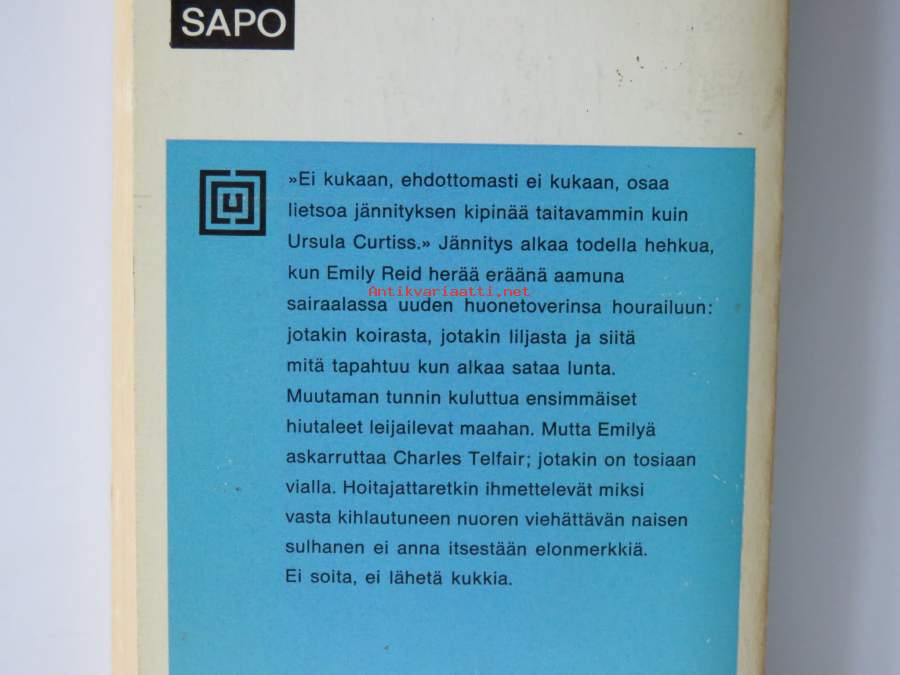 SAPO
U
»Ei kukaan, ehdottomasti ei kukaan, osaa
lietsoa jännityksen kipinää taitavammin kuin
Ursula Curtiss.» Jännitys alkaa todella hehkua,
kun Emily Reid herää eräänä aamuna
Antikvariaatti.net
sairaalassa uuden huonetoverinsa hourailuun:
jotakin koirasta, jotakin liljasta ja siitä
mitä tapahtuu kun alkaa sataa lunta.
Muutaman tunnin kuluttua ensimmäiset
hiutaleet leijailevat maahan. Mutta Emilyä
askarruttaa Charles Telfair; jotakin on tosiaan
vialla. Hoitajattaretkin ihmettelevät miksi
vasta kihlautuneen nuoren viehättävän naisen
sulhanen ei anna itsestään elonmerkkiä.
Ei soita, ei lähetä kukkia.